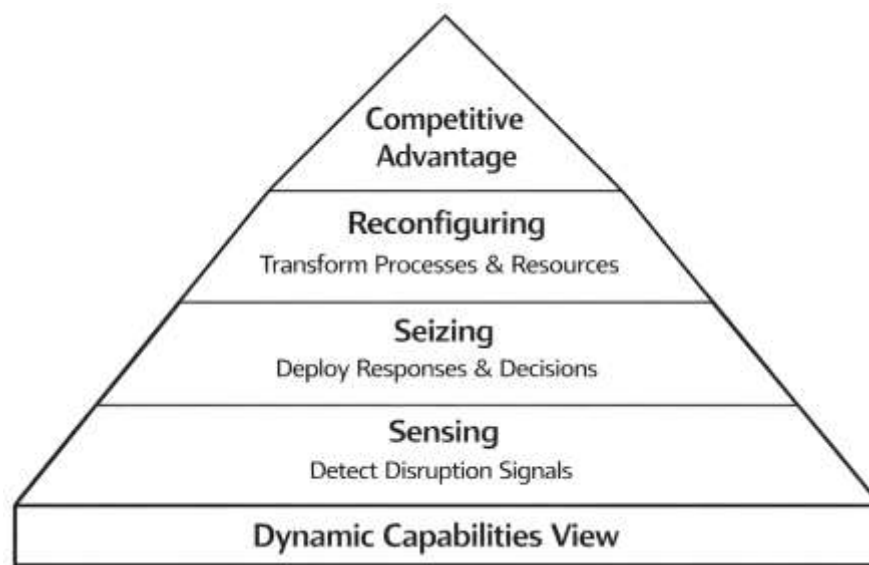 Competitive
Advantage
Reconfiguring
Transform Processes & Resources
Seizing
Deploy Responses & Decisions
Sensing
Detect Disruption Signals
Dynamic Capabilities View